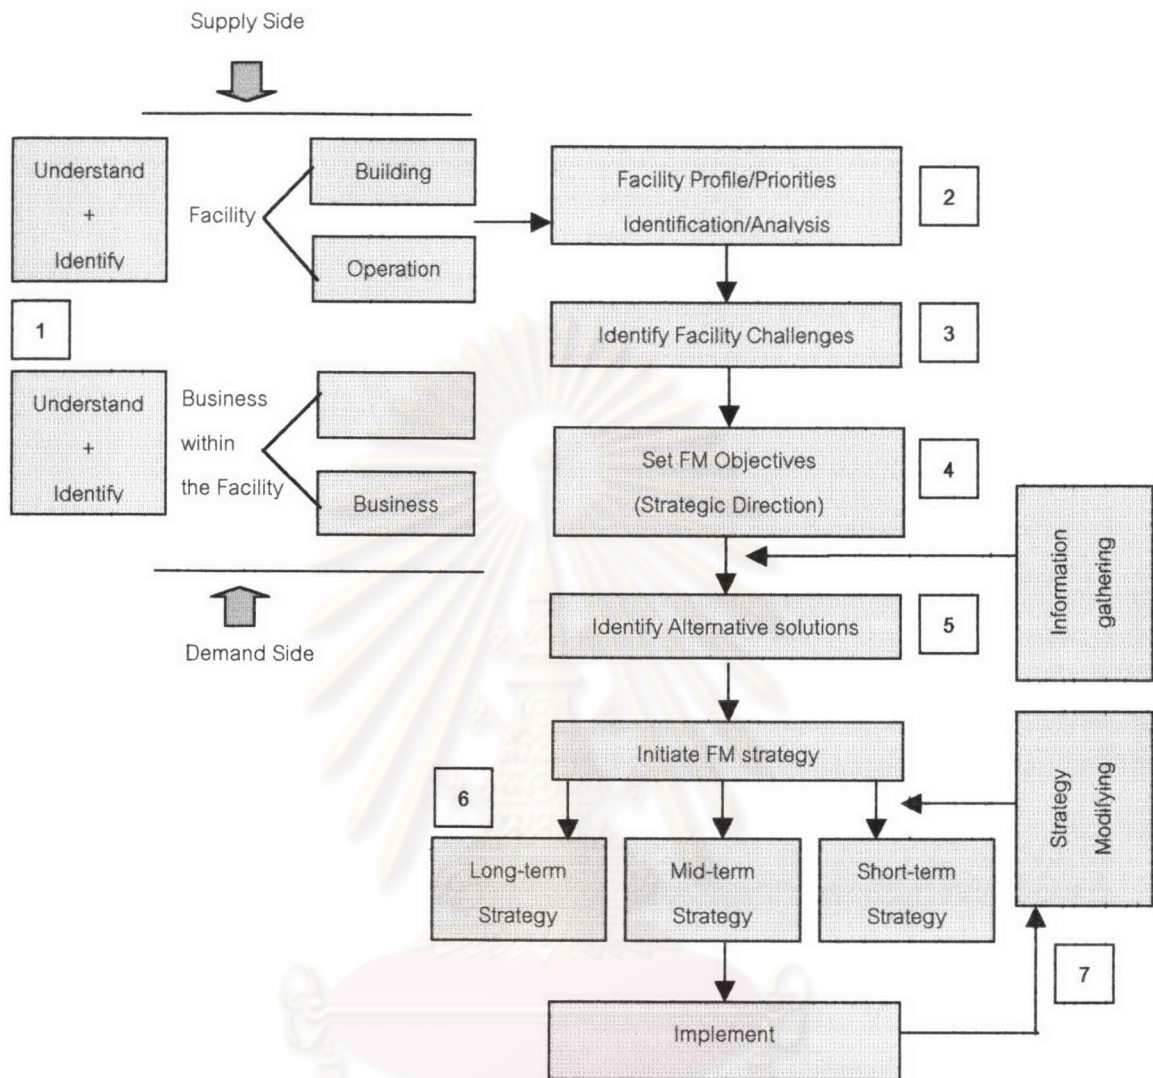 Supply Side
Understand
+
Identify
Facility
Building
Operation
1
Understand
+
Identify
Business
within
the Facility
Business
Demand Side
Facility Profile/Priorities
Identification/Analysis
2
Identify Facility Challenges
3
Set FM Objectives
(Strategic Direction)
4
Information
gathering
Identify Alternative solutions
5
Initiate FM strategy
6
Strategy
Modifying
Long-term
Strategy
Mid-term
Strategy
Short-term
Strategy
7
Implement